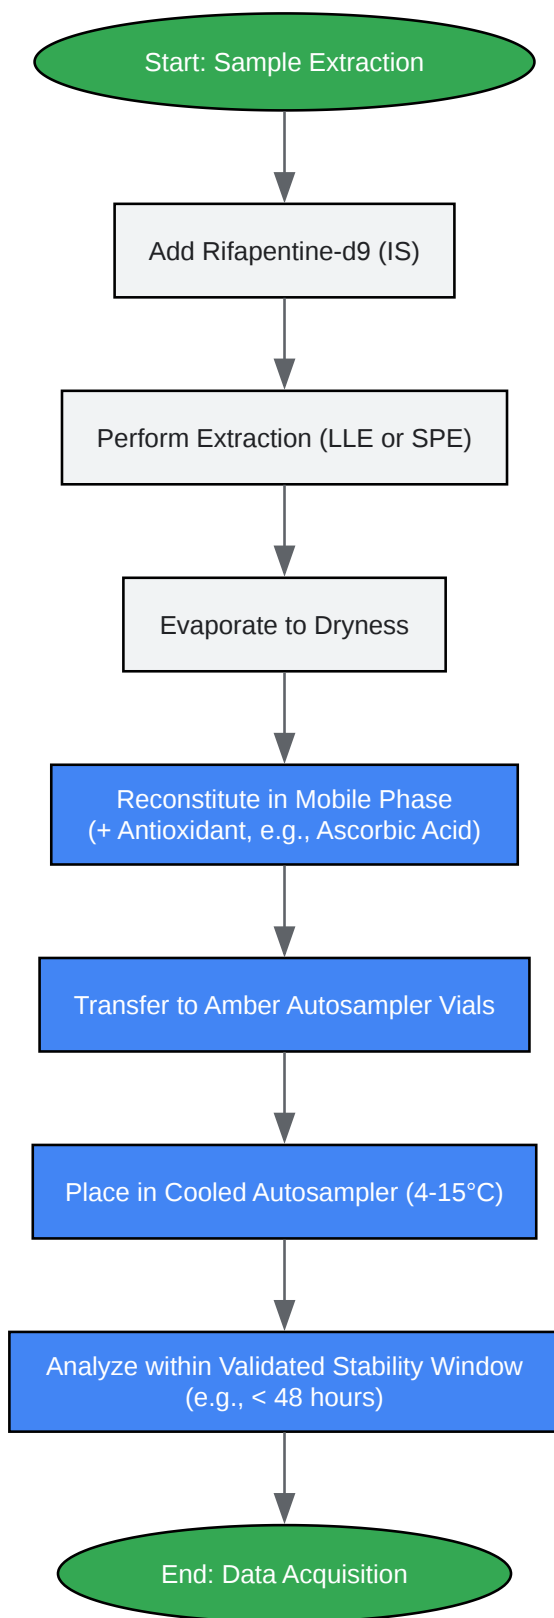 Start: Sample Extraction
Add Rifapentine-d9 (IS)
Perform Extraction (LLE or SPE)
Evaporate to Dryness
Reconstitute in Mobile Phase
(+ Antioxidant, e.g., Ascorbic Acid)
Transfer to Amber Autosampler Vials
Place in Cooled Autosampler (4-15°C)
Analyze within Validated Stability Window
(e.g., < 48 hours)
End: Data Acquisition